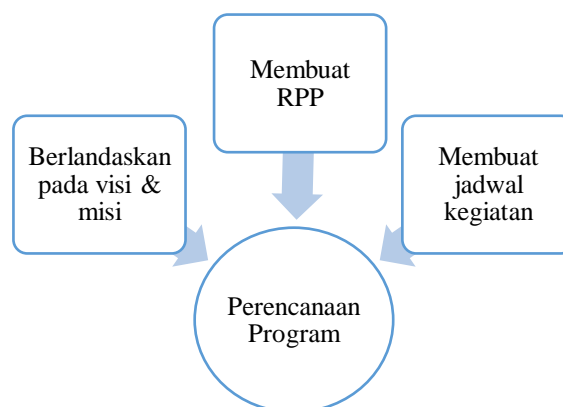 Membuat
RPP
Berlandaskan
pada visi &
misi
Membuat
jadwal
kegiatan
Perencanaan
Program